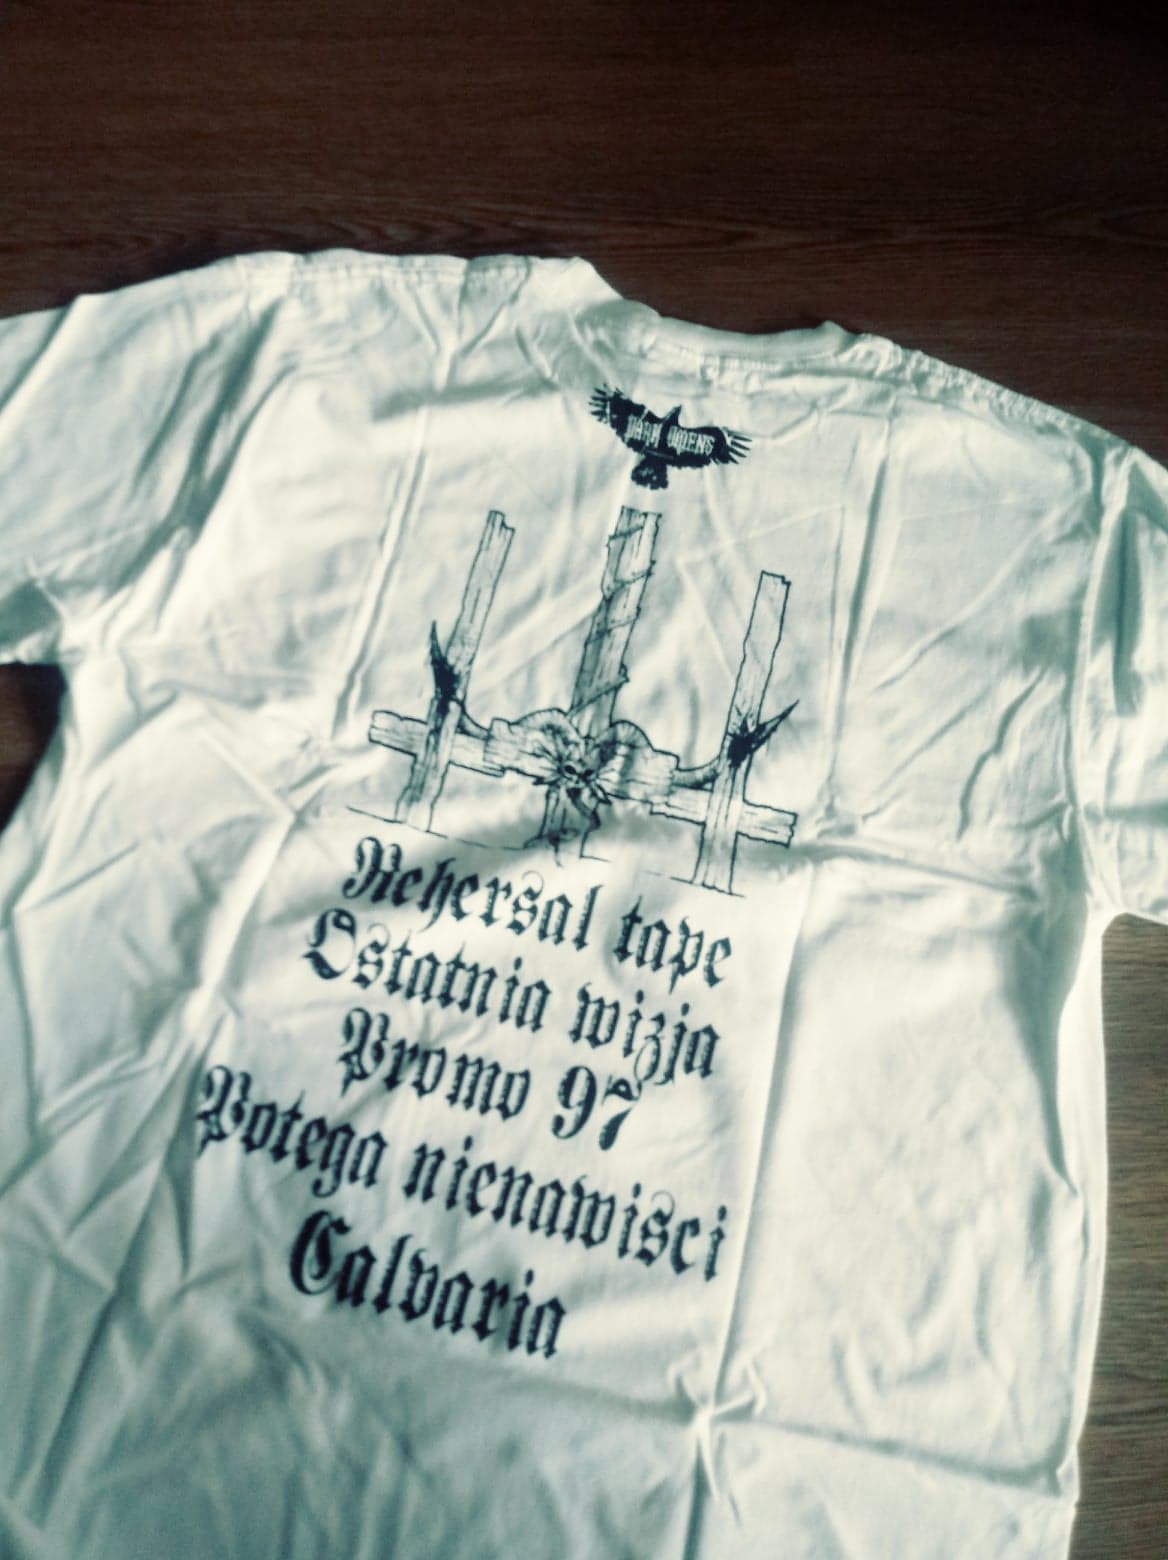 DARK OMENS
Rehersal tape
Ostatnia wizja
Promo 97
Potega nienawisci
Calvaria